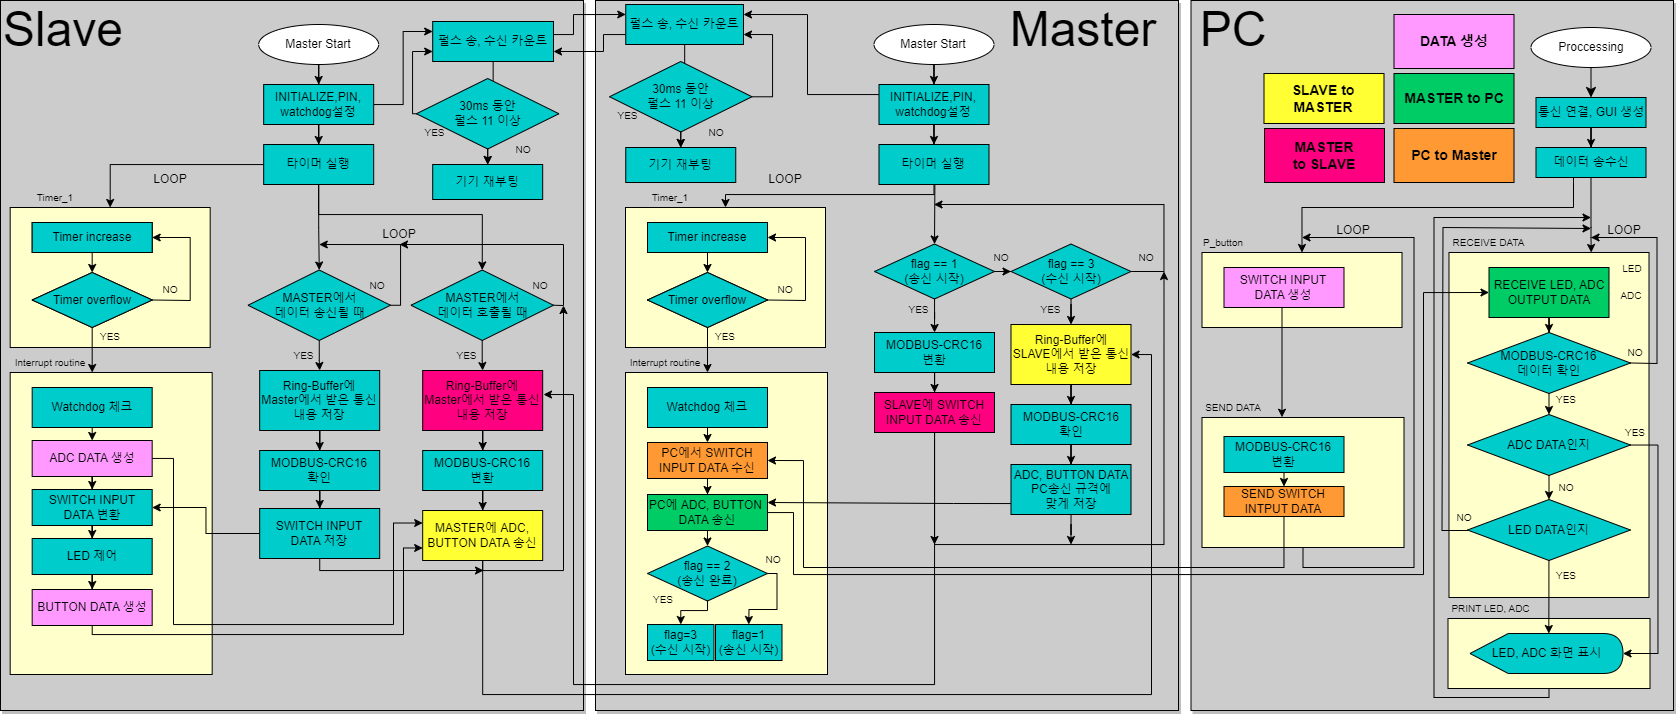 Slave
Master Start
펄스 송, 수신 카운트
INITIALIZE,PIN,
watchdog설정
30ms 동안
펄스 11 이상
YES
NO
기기 재부팅
타이머 실행
LOOP
Timer_1
Timer increase
Timer overflow
NO
YES
LOOP
MASTER에서
데이터 송신될 때
NO
YES
MASTER에서
데이터 호출될 때
NO
YES
Interrupt routine
Watchdog 체크
ADC DATA 생성
SWITCH INPUT
DATA 변환
LED 제어
BUTTON DATA 생성
Ring-Buffer에
Master에서 받은 통신
내용 저장
MODBUS-CRC16
확인
SWITCH INPUT
DATA 저장
Ring-Buffer에
Master에서 받은 통신
내용 저장
MODBUS-CRC16
변환
MASTER에 ADC,
BUTTON DATA 송신
Master
펄스 송, 수신 카운트
Master Start
30ms 동안
펄스 11 이상
YES
NO
기기 재부팅
INITIALIZE,PIN,
watchdog설정
타이머 실행
LOOP
Timer_1
Timer increase
Timer overflow
NO
YES
Interrupt routine
Watchdog 체크
PC에서 SWITCH
INPUT DATA 수신
PC에 ADC, BUTTON
DATA 송신
flag == 2
(송신 완료)
NO
YES
flag=3
(수신 시작)
flag=1
(송신 시작)
flag == 1
(송신 시작)
NO
YES
flag == 3
(수신 시작)
NO
YES
MODBUS-CRC16
변환
SLAVE에 SWITCH
INPUT DATA 송신
Ring-Buffer에
SLAVE에서 받은 통신
내용 저장
MODBUS-CRC16
확인
ADC, BUTTON DATA
PC송신 규격에
맞게 저장
PC
DATA 생성
SLAVE to
MASTER
MASTER to PC
MASTER
to SLAVE
PC to Master
Proccessing
통신 연결, GUI 생성
데이터 송수신
LOOP
P_button
SWITCH INPUT
DATA 생성
SEND DATA
MODBUS-CRC16
변환
SEND SWITCH
INTPUT DATA
LOOP
RECEIVE DATA
RECEIVE LED, ADC
OUTPUT DATA
LED
ADC
MODBUS-CRC16
데이터 확인
NO
YES
ADC DATA인지
YES
NO
LED DATA인지
NO
YES
PRINT LED, ADC
LED, ADC 화면 표시